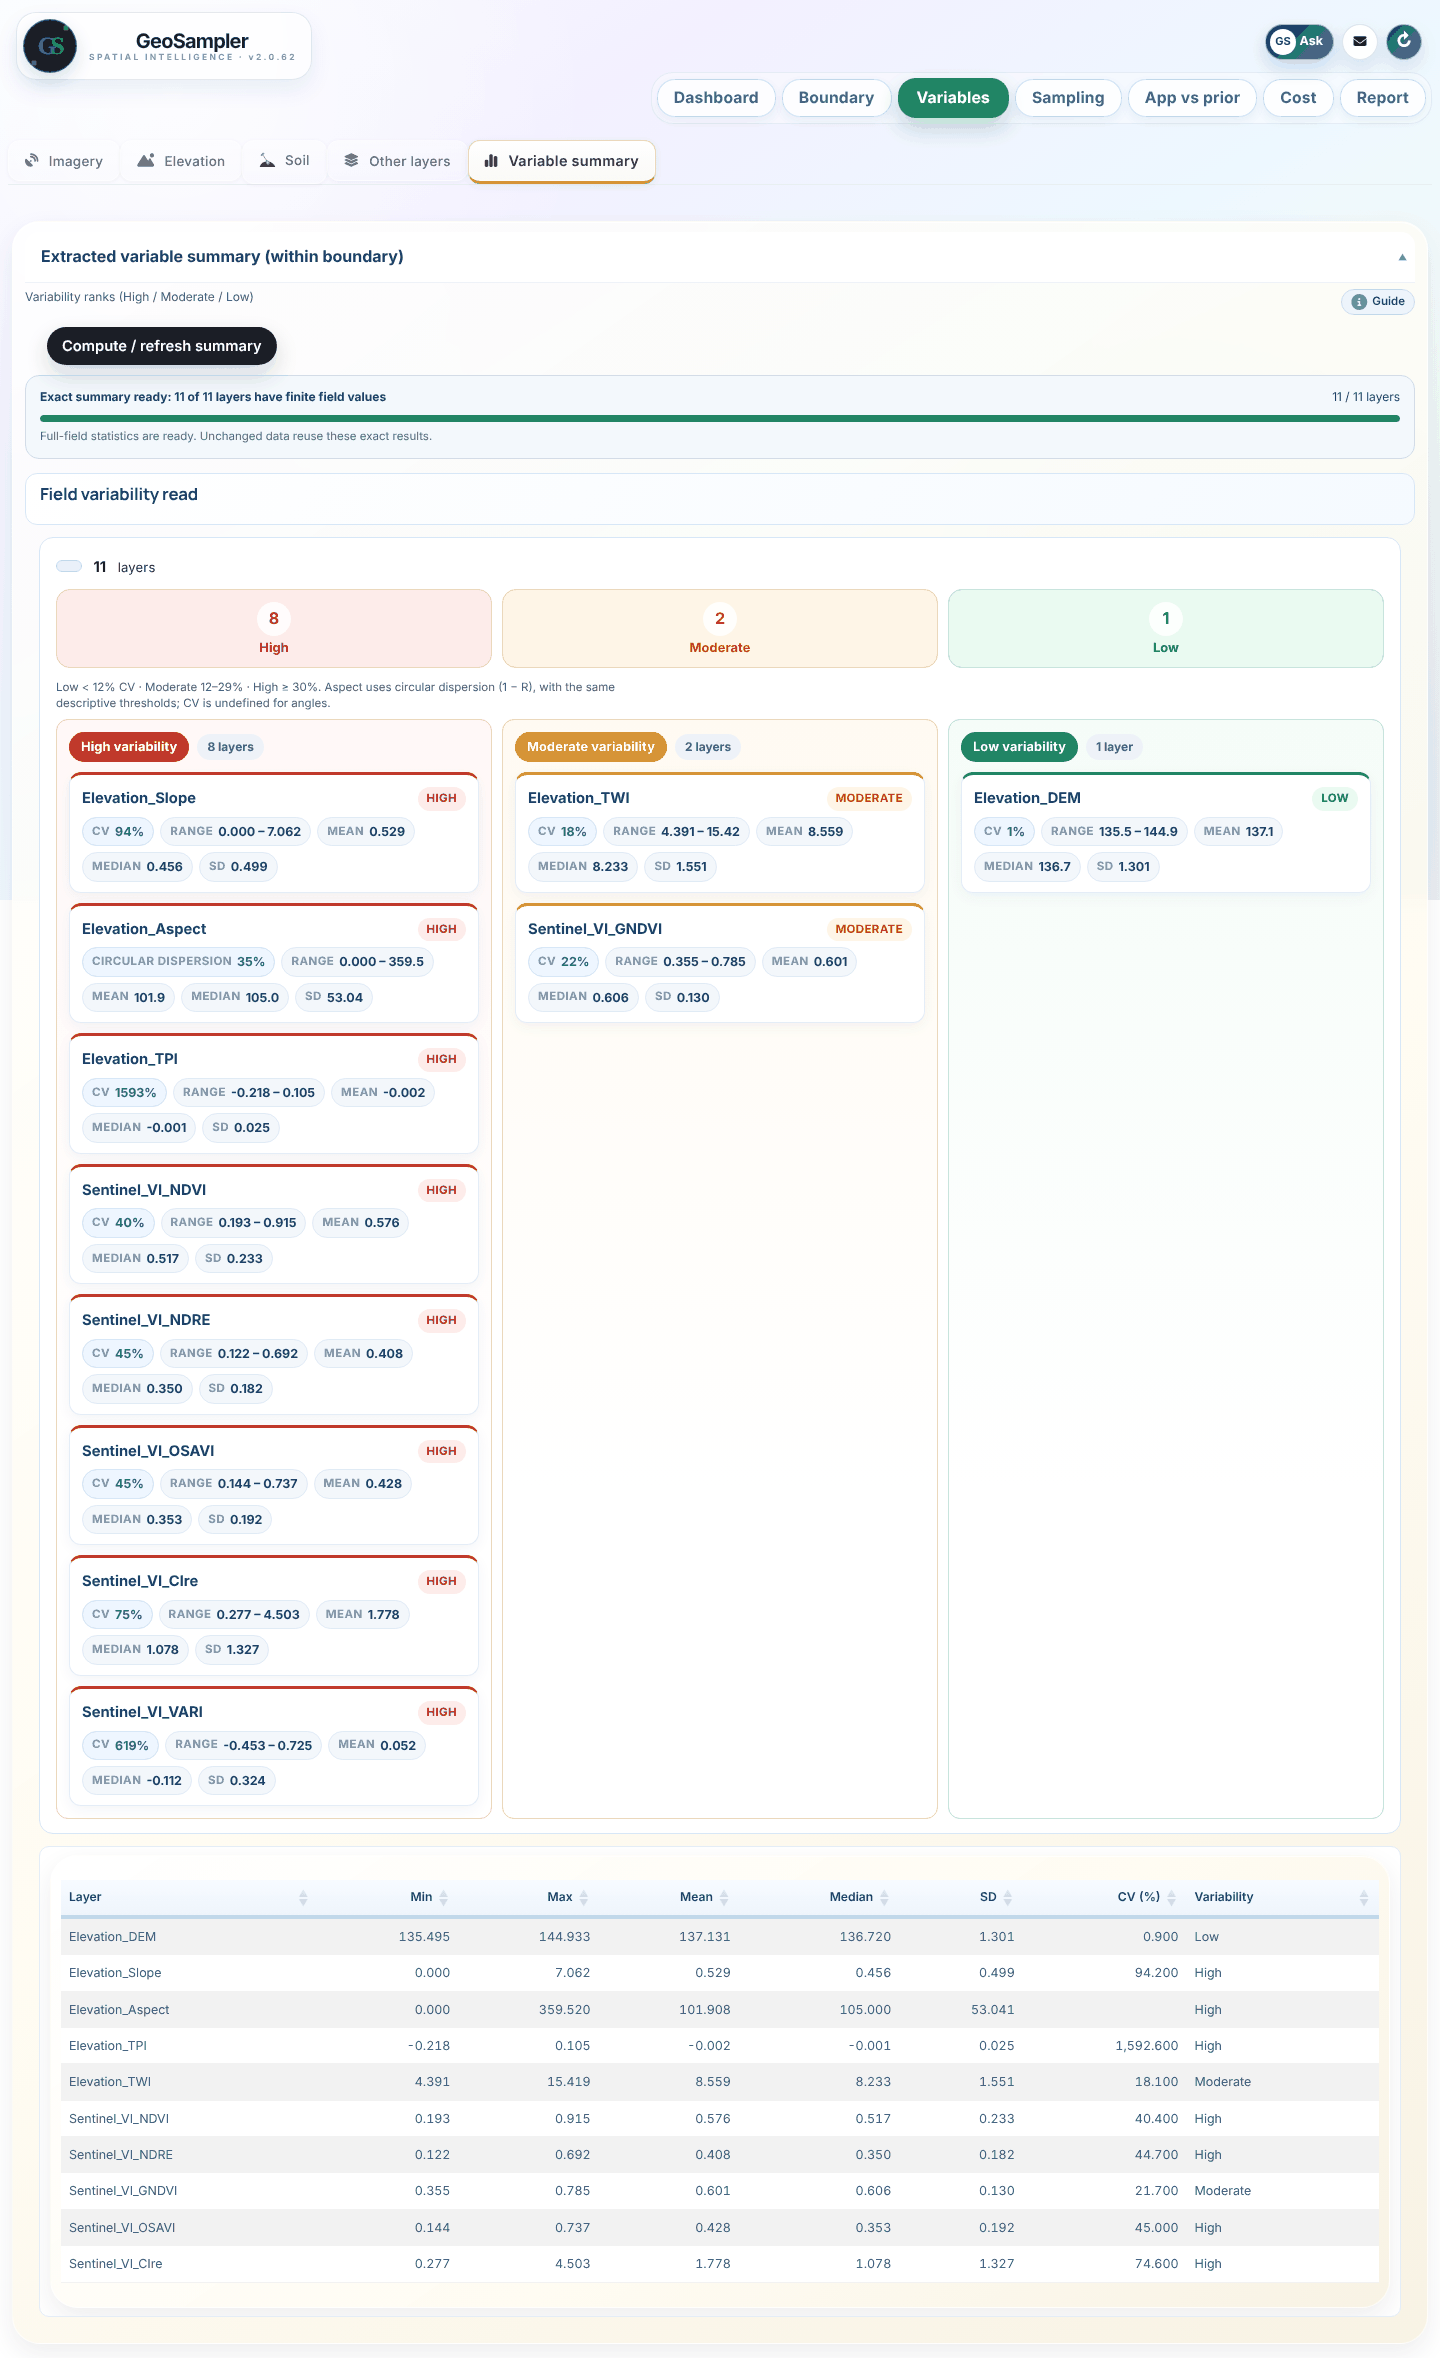 GS
GeoSampler
SPATIAL INTELLIGENCE · v2.0.62
GS Ask
Dashboard Boundary Variables Sampling App vs prior Cost Report
Imagery Elevation Soil Other layers Variable summary
Extracted variable summary (within boundary)
Variability ranks (High / Moderate / Low)
Guide
Compute / refresh summary
Exact summary ready: 11 of 11 layers have finite field values 11 / 11 layers
Full-field statistics are ready. Unchanged data reuse these exact results.
Field variability read
11 layers
8 High
2 Moderate
1 Low
Low < 12% CV · Moderate 12–29% · High ≥ 30%. Aspect uses circular dispersion (1 − R), with the same
descriptive thresholds; CV is undefined for angles.
High variability 8 layers
Elevation_Slope HIGH
CV 94% RANGE 0.000 – 7.062 MEAN 0.529
MEDIAN 0.456 SD 0.499
Elevation_Aspect HIGH
CIRCULAR DISPERSION 35% RANGE 0.000 – 359.5
MEAN 101.9 MEDIAN 105.0 SD 53.04
Elevation_TPI HIGH
CV 1593% RANGE -0.218 – 0.105 MEAN -0.002
MEDIAN -0.001 SD 0.025
Sentinel_VI_NDVI HIGH
CV 40% RANGE 0.193 – 0.915 MEAN 0.576
MEDIAN 0.517 SD 0.233
Sentinel_VI_NDRE HIGH
CV 45% RANGE 0.122 – 0.692 MEAN 0.408
MEDIAN 0.350 SD 0.182
Sentinel_VI_OSAVI HIGH
CV 45% RANGE 0.144 – 0.737 MEAN 0.428
MEDIAN 0.353 SD 0.192
Sentinel_VI_CIre HIGH
CV 75% RANGE 0.277 – 4.503 MEAN 1.778
MEDIAN 1.078 SD 1.327
Sentinel_VI_VARI HIGH
CV 619% RANGE -0.453 – 0.725 MEAN 0.052
MEDIAN -0.112 SD 0.324
Moderate variability 2 layers
Elevation_TWI MODERATE
CV 18% RANGE 4.391 – 15.42 MEAN 8.559
MEDIAN 8.233 SD 1.551
Sentinel_VI_GNDVI MODERATE
CV 22% RANGE 0.355 – 0.785 MEAN 0.601
MEDIAN 0.606 SD 0.130
Low variability 1 layer
Elevation_DEM LOW
CV 1% RANGE 135.5 – 144.9 MEAN 137.1
MEDIAN 136.7 SD 1.301
Layer Min Max Mean Median SD CV (%) Variability
Elevation_DEM 135.495 144.933 137.131 136.720 1.301 0.900 Low
Elevation_Slope 0.000 7.062 0.529 0.456 0.499 94.200 High
Elevation_Aspect 0.000 359.520 101.908 105.000 53.041 High
Elevation_TPI -0.218 0.105 -0.002 -0.001 0.025 1,592.600 High
Elevation_TWI 4.391 15.419 8.559 8.233 1.551 18.100 Moderate
Sentinel_VI_NDVI 0.193 0.915 0.576 0.517 0.233 40.400 High
Sentinel_VI_NDRE 0.122 0.692 0.408 0.350 0.182 44.700 High
Sentinel_VI_GNDVI 0.355 0.785 0.601 0.606 0.130 21.700 Moderate
Sentinel_VI_OSAVI 0.144 0.737 0.428 0.353 0.192 45.000 High
Sentinel_VI_CIre 0.277 4.503 1.778 1.078 1.327 74.600 High